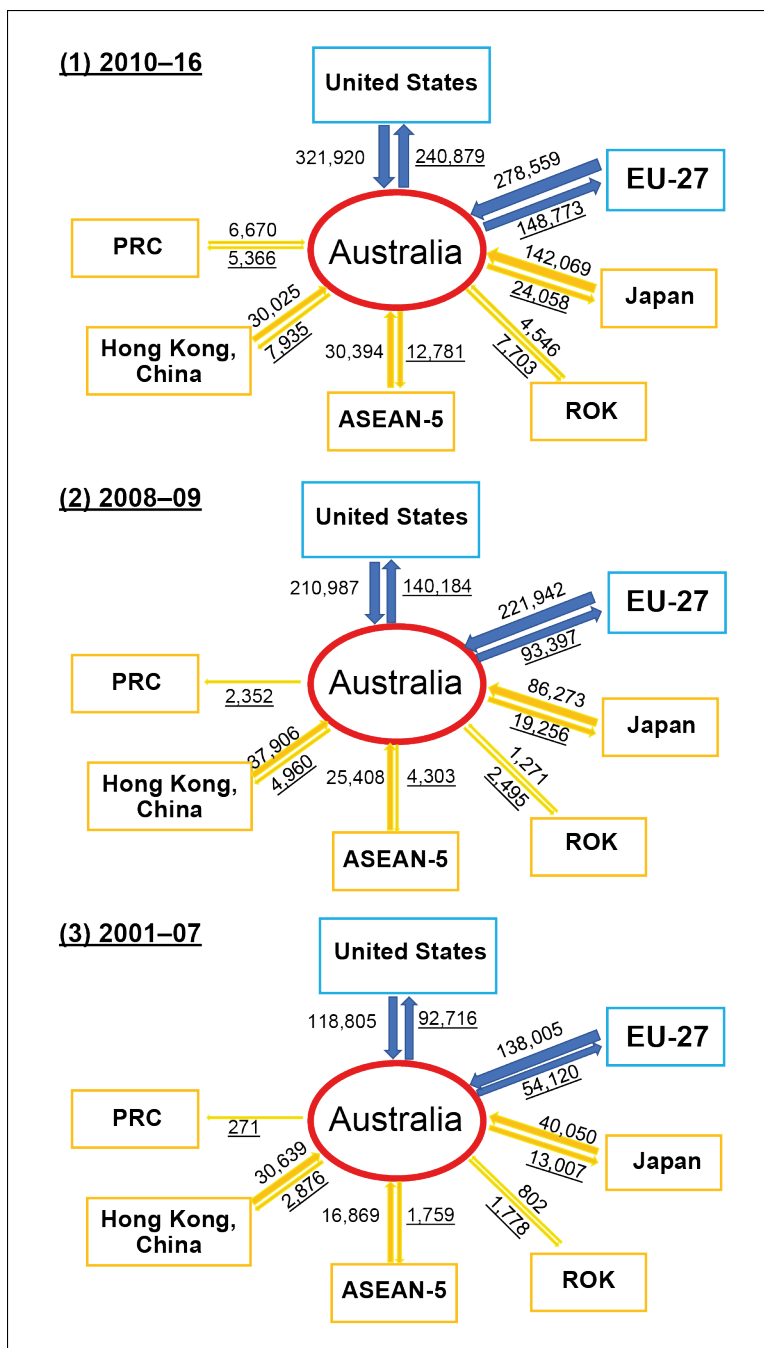 (1) 2010–16
United States
321,920
240,879
278,559
148,773
EU-27
PRC
6,670
5,366
Australia
142,069
24,058
Japan
30,025
7,935
Hong Kong,
China
30,394
12,781
4,546
7,703
ASEAN-5
ROK
(2) 2008–09
United States
210,987
140,184
221,942
93,397
EU-27
PRC
2,352
Australia
86,273
19,256
Japan
37,906
4,960
Hong Kong,
China
25,408
4,303
1,271
2,495
ASEAN-5
ROK
(3) 2001–07
United States
118,805
92,716
138,005
54,120
EU-27
PRC
271
Australia
40,050
13,007
Japan
30,639
2,876
Hong Kong,
China
16,869
1,759
802
1,778
ASEAN-5
ROK